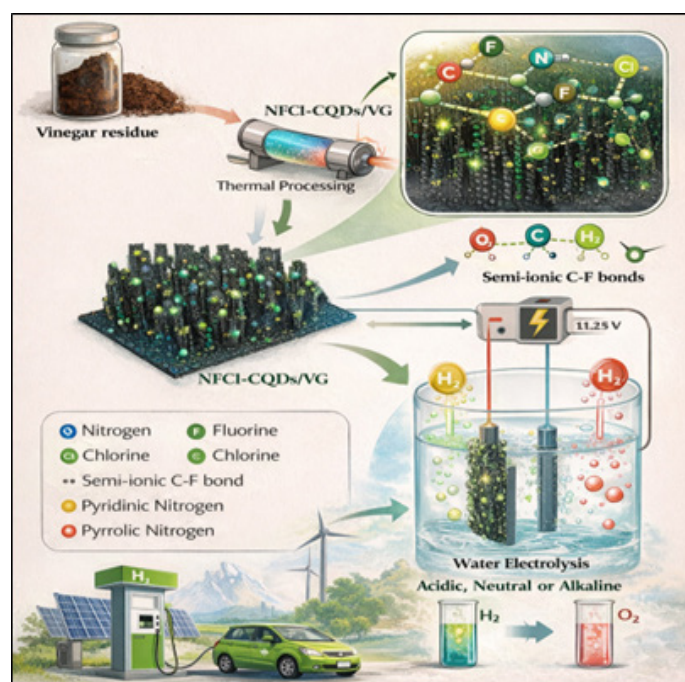 Vinegar residue
NFCl-CQDs/VG
Thermal Processing
F
N
C
Cl
F
NFCl-CQDs/VG
O₂ C H₂
Semi-ionic C-F bonds
11.25 V
H₂
H₂
Nitrogen
F Fluorine
Cl Chlorine
C Chlorine
Semi-ionic C-F bond
Pyridinic Nitrogen
Pyrrolic Nitrogen
Water Electrolysis
Acidic, Neutral or Alkaline
H₂
O₂